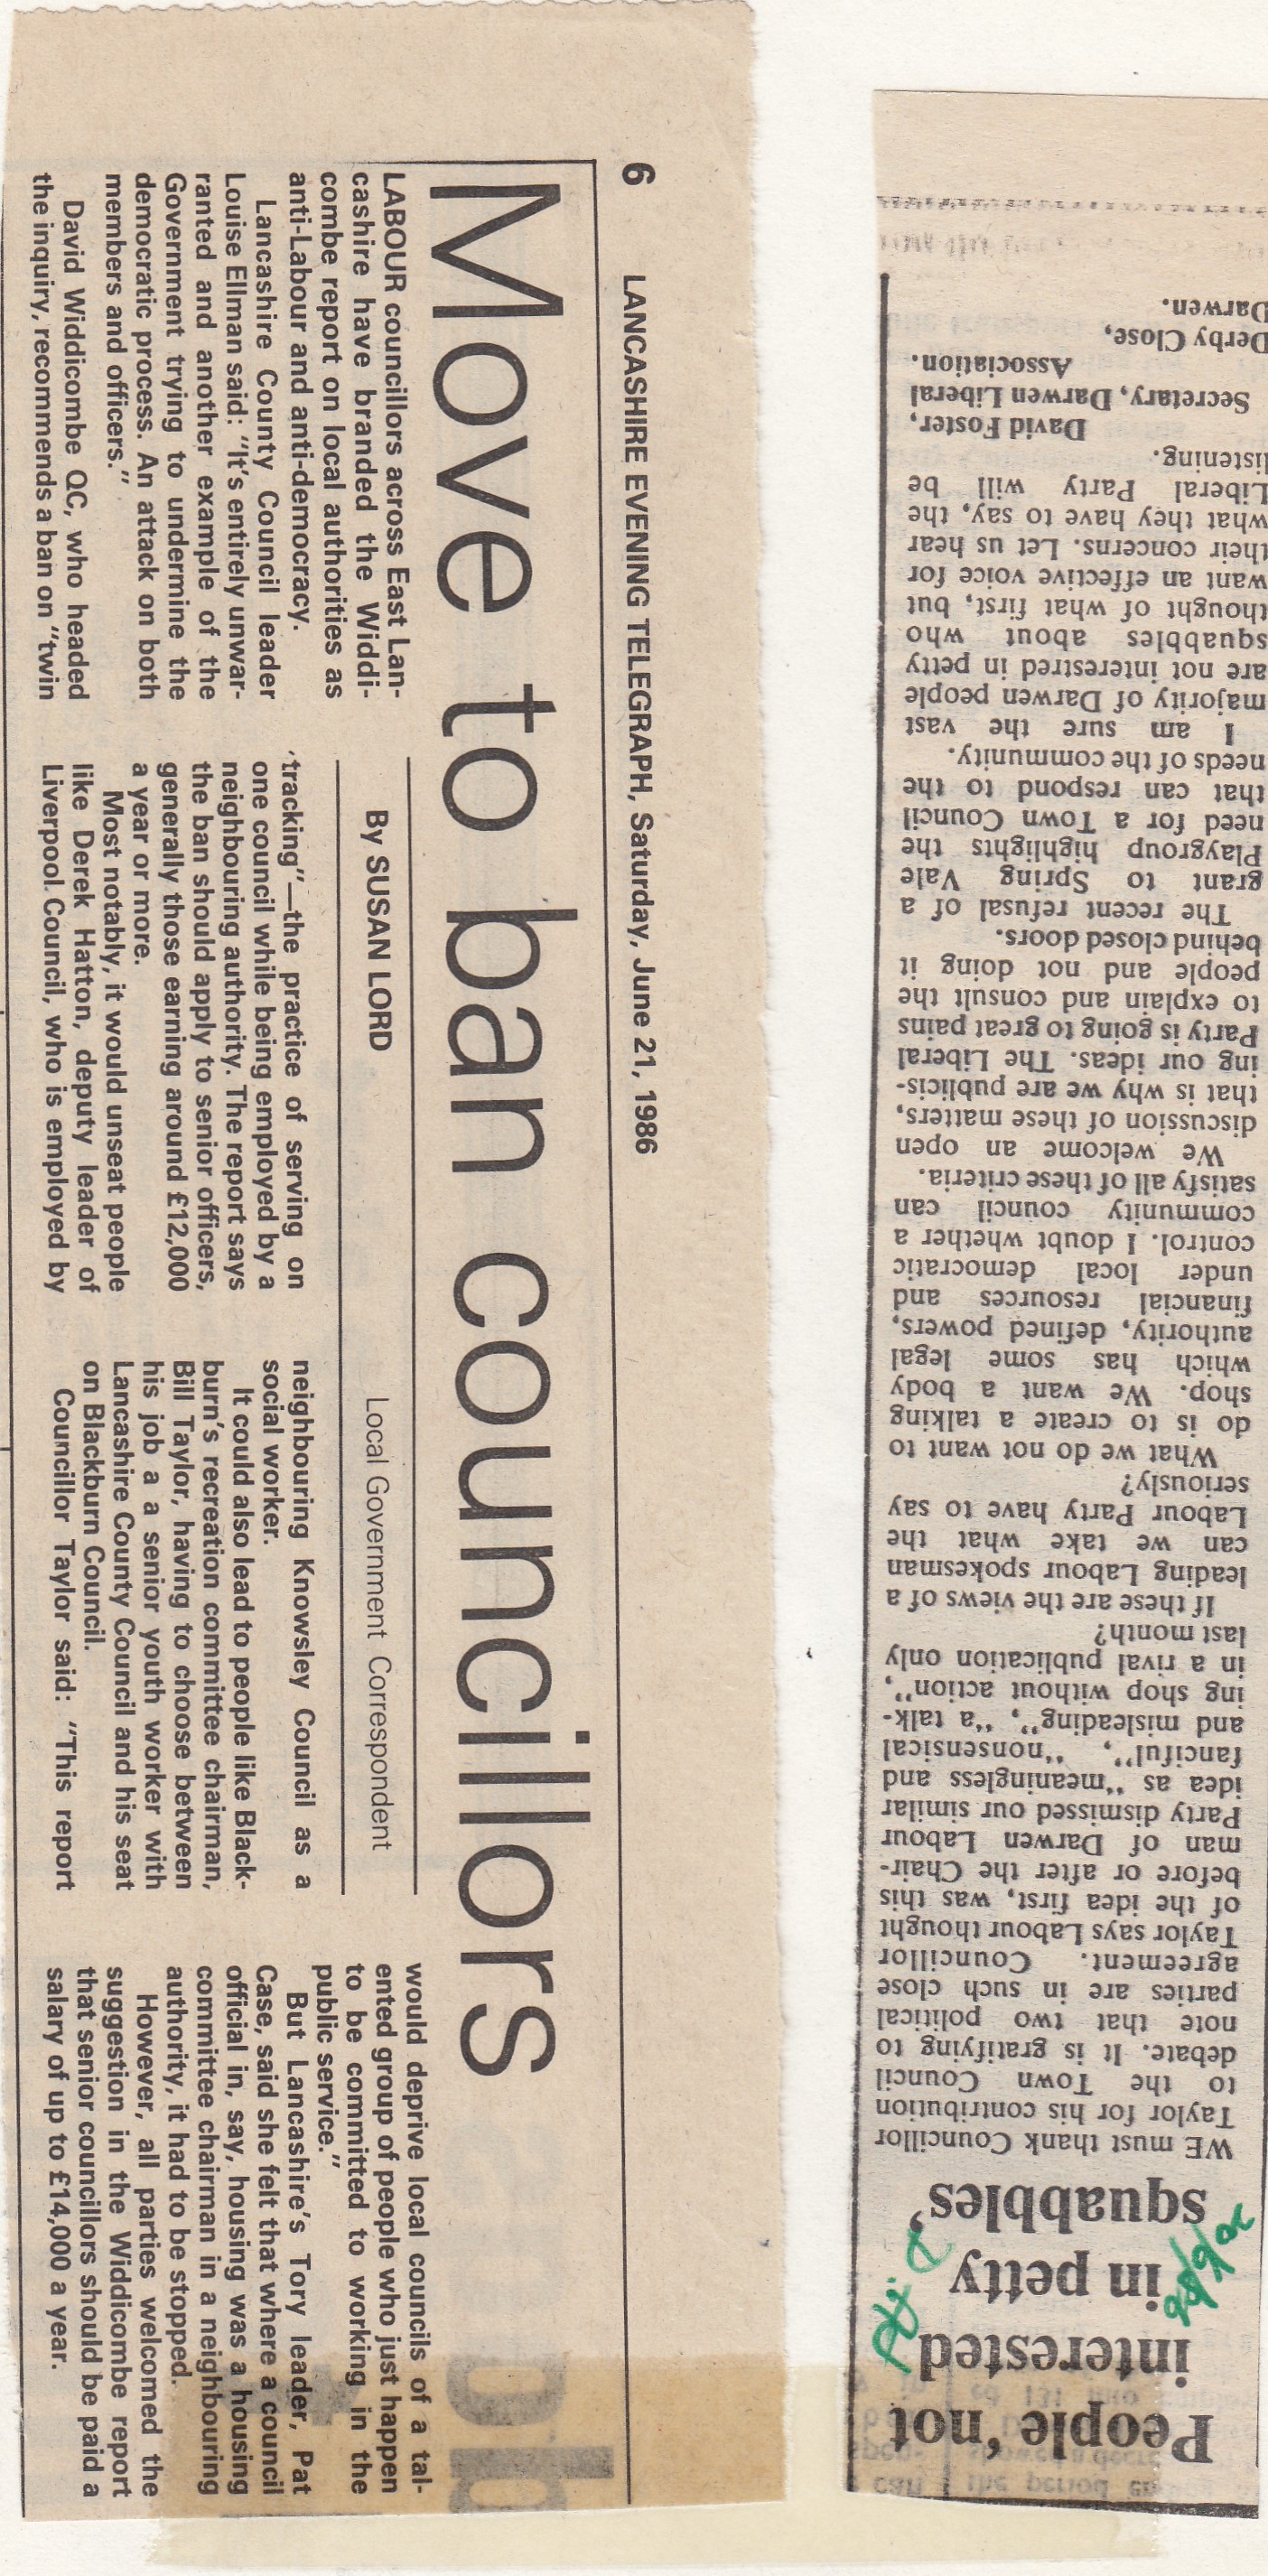 6 LANCASHIRE EVENING TELEGRAPH, Saturday, June 21, 1986
Move to ban councillors
By SUSAN LORD
Local Government Correspondent
LABOUR councillors across East Lan-
cashire have branded the Widdi-
combe report on local authorities as
anti-Labour and anti-democracy.
Lancashire County Council leader
Louise Ellman said: "It's entirely unwar-
ranted and another example of the
Government trying to undermine the
democratic process. An attack on both
members and officers."
David Widdicombe QC, who headed
the inquiry, recommends a ban on "twin
tracking"—the practice of serving on
one council while being employed by a
neighbouring authority. The report says
the ban should apply to senior officers,
generally those earning around £12,000
a year or more.
Most notably, it would unseat people
like Derek Hatton, deputy leader of
Liverpool Council, who is employed by
neighbouring Knowsley Council as a
social worker.
It could also lead to people like Black-
burn's recreation committee chairman,
Bill Taylor, having to choose between
his job a a senior youth worker with
Lancashire County Council and his seat
on Blackburn Council.
Councillor Taylor said: "This report
would deprive local councils of a tal-
ented group of people who just happen
to be committed to working in the
public service."
But Lancashire's Tory leader, Pat
Case, said she felt that where a council
official in, say, housing was a housing
committee chairman in a neighbouring
authority, it had to be stopped.
However, all parties welcomed the
suggestion in the Widdicombe report
that senior councillors should be paid a
salary of up to £14,000 a year.
People 'not
interested
in petty
squabbles'
WE must thank Councillor
Taylor for his contribution
to the Town Council
debate. It is gratifying to
note that two political
parties are in such close
agreement. Councillor
Taylor says Labour thought
of the idea first, was this
before or after the Chair-
man of Darwen Labour
Party dismissed our similar
idea as "meaningless and
fanciful", "nonsensical
and misleading", "a talk-
ing shop without action",
in a rival publication only
last month?
If these are the views of a
leading Labour spokesman
can we take what the
Labour Party have to say
seriously?
What we do not want to
do is to create a talking
shop. We want a body
which has some legal
authority, defined powers,
financial resources and
under local democratic
control. I doubt whether a
community council can
satisfy all of these criteria.
We welcome an open
discussion of these matters,
that is why we are publicis-
ing our ideas. The Liberal
Party is going to great pains
to explain and consult the
people and not doing it
behind closed doors.
The recent refusal of a
grant to Spring Vale
Playgroup highlights the
need for a Town Council
that can respond to the
needs of the community.
I am sure the vast
majority of Darwen people
are not interestred in petty
squabbles about who
thought of what first, but
want an effective voice for
their concerns. Let us hear
what they have to say, the
Liberal Party will be
listening.
David Foster,
Secretary, Darwen Liberal
Association.
Derby Close,
Darwen.